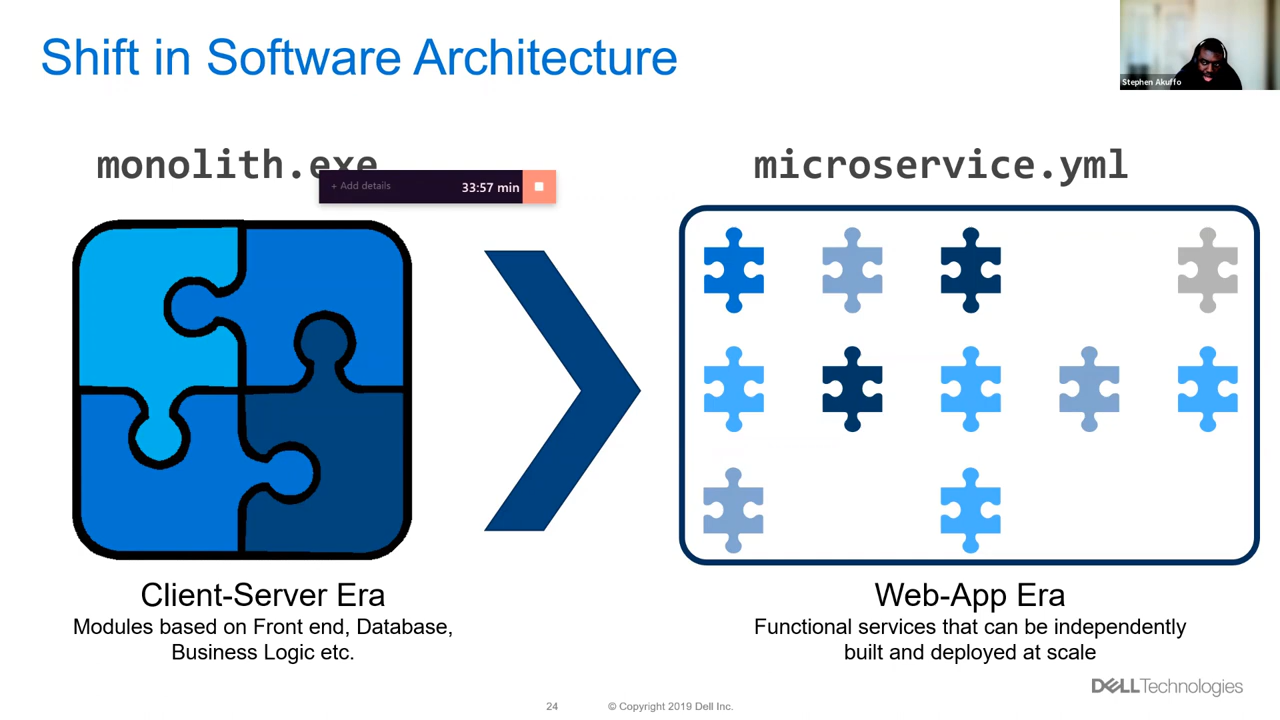 Shift in Software Architecture
Stephen Akuffo
monolith.exe
microservice.yml
+ Add details
33:57 min
Client-Server Era
Modules based on Front end, Database,
Business Logic etc.
Web-App Era
Functional services that can be independently
built and deployed at scale
DELLTechnologies
24
© Copyright 2019 Dell Inc.